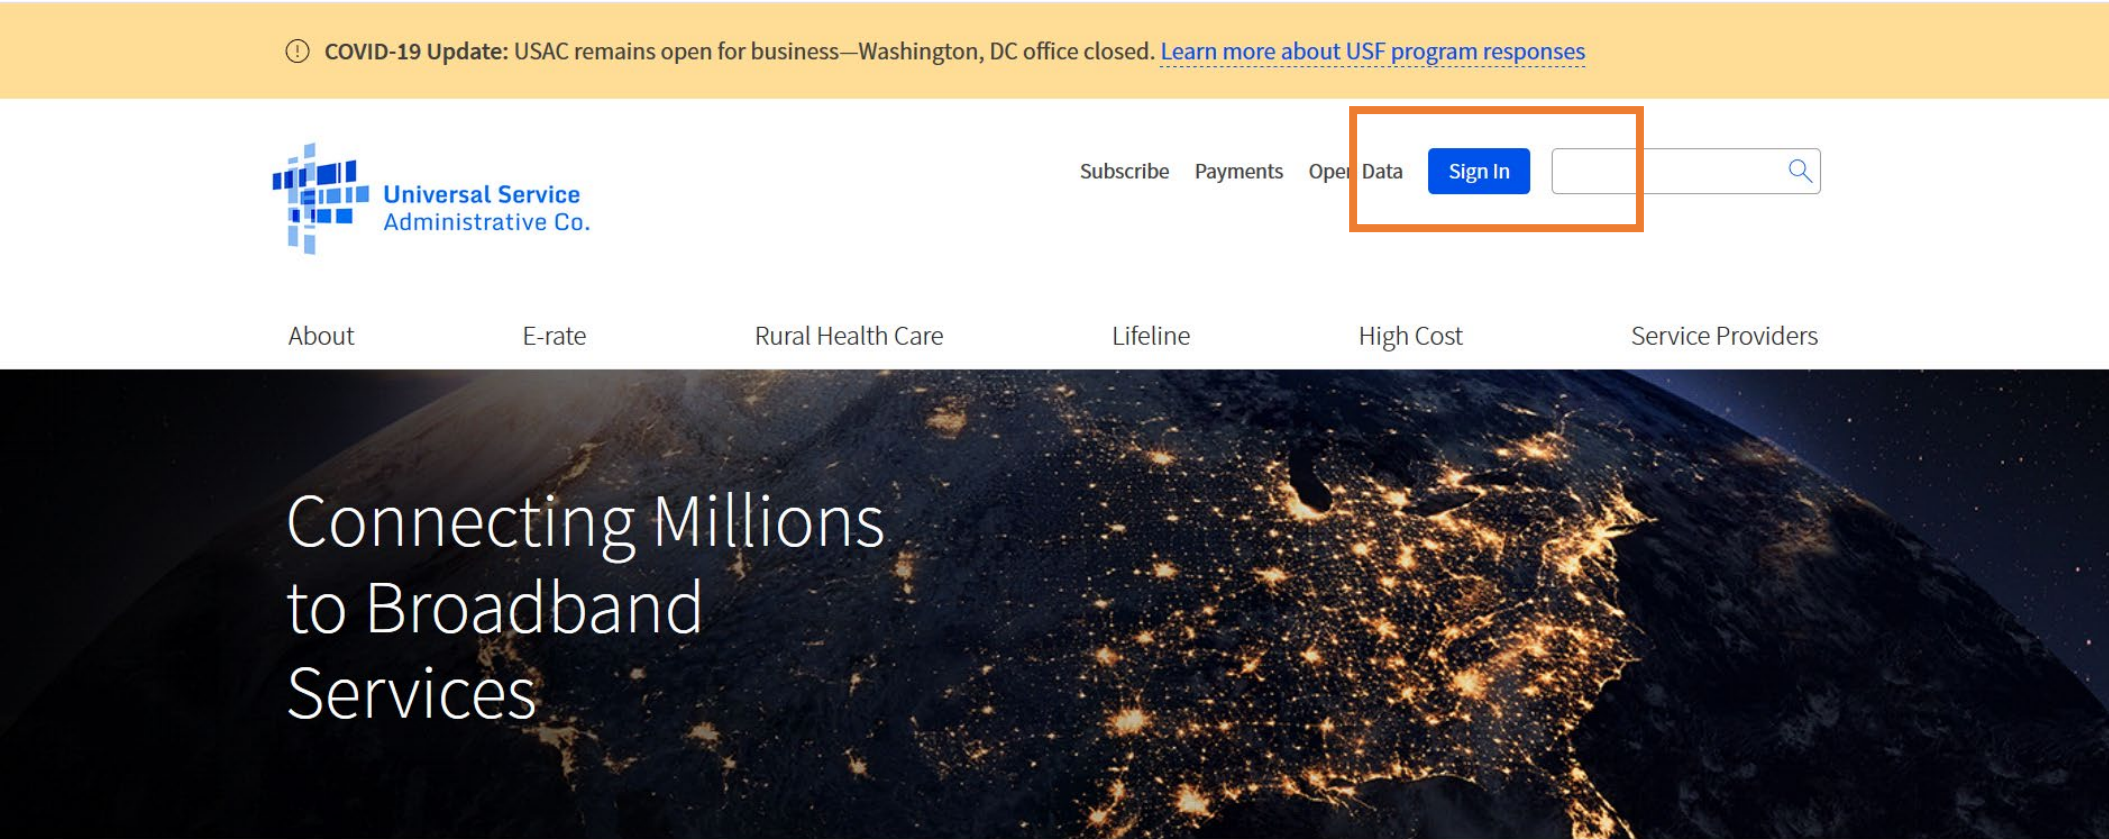 COVID-19 Update: USAC remains open for business—Washington, DC office closed. Learn more about USF program responses
Universal Service
Administrative Co.
Subscribe Payments Open Data Sign In
About E-rate Rural Health Care Lifeline High Cost Service Providers
Connecting Millions
to Broadband
Services